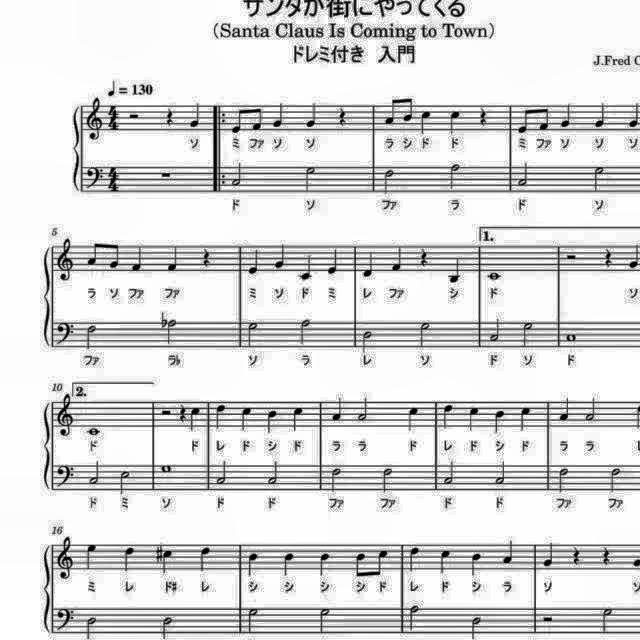 サンタが街にやってくる
(Santa Claus Is Coming to Town)
ドレミ付き 入門
J.Fred
♩ = 130
ソ ミ ファ ソ ソ ラ シ ド ド ミ ファ ソ ソ ソ
ド ソ ファ ラ ド ソ
5
1.
ラ ソ ファ ファ ミ ソ ド ミ レ ファ シ ド ソ
ファ ラ♭ ソ ラ レ ソ ド ソ ド
10
2.
ド ド レ ド シ ド ララ ド レ ド シ ド ララ
ド ミ ソ ド ド ファ ファ ド ド ファ ファ
16
ミ レ ド# レ シ シ シ シ ド レ ド シ ラ ソ